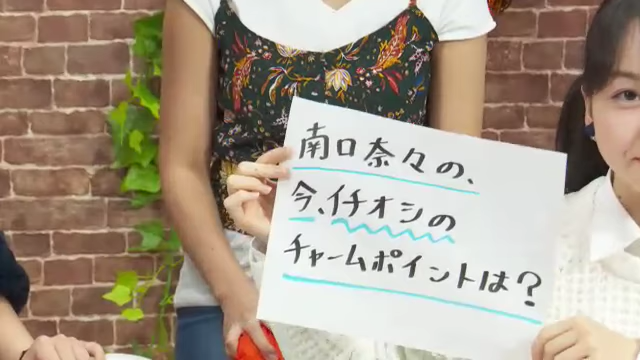 南口奈々の、
今、イチオシの
チャームポイントは?